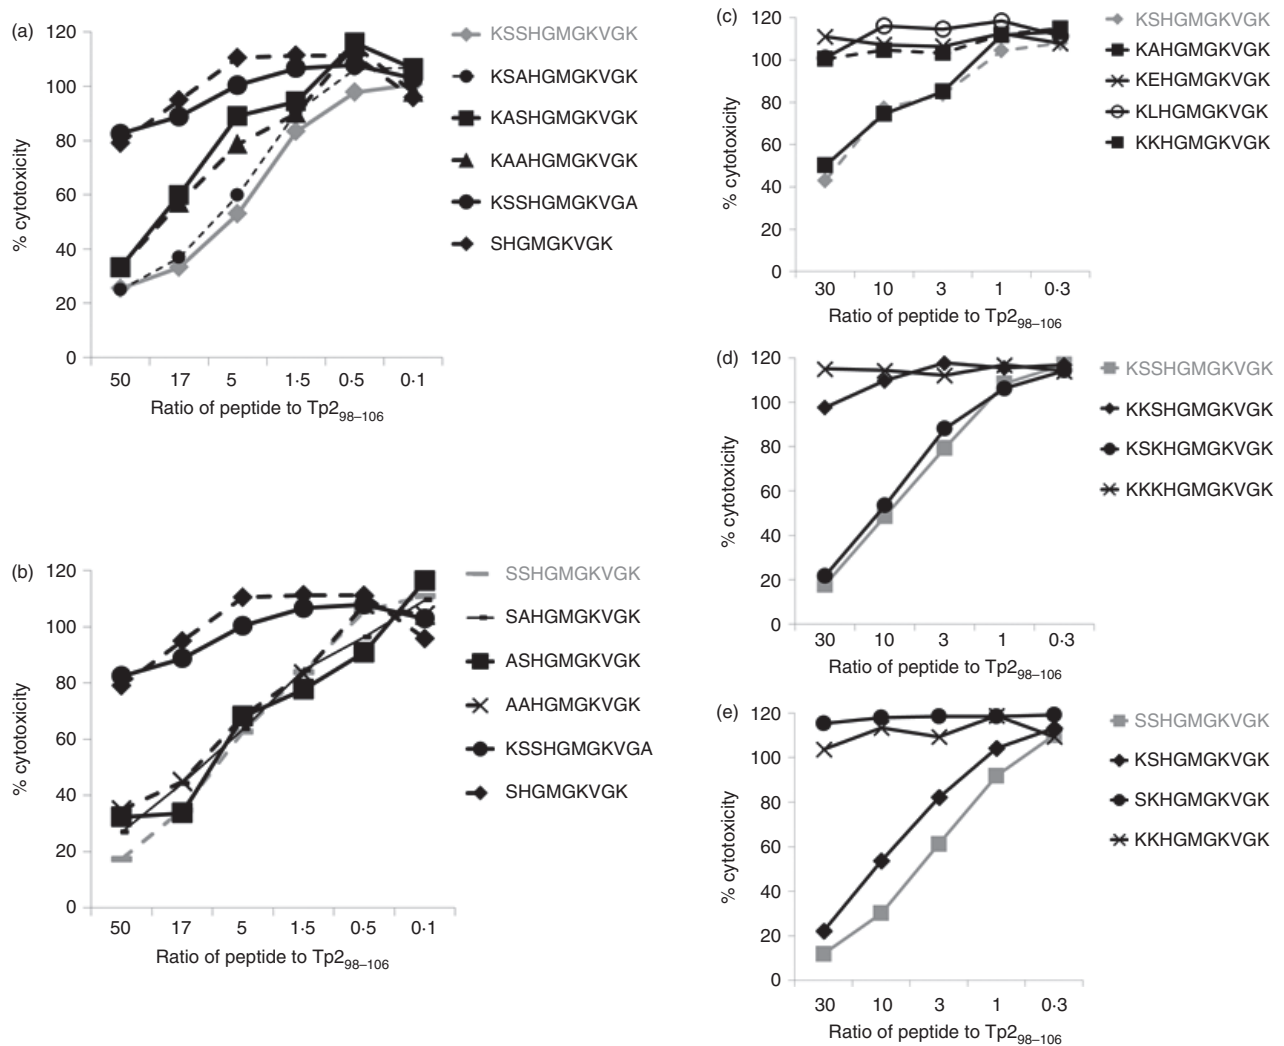 (a)
120
100
80
60
40
20
0
% cytotoxicity
50 17 5 1·5 0·5 0·1
Ratio of peptide to Tp298–106
KSSHGMGKVGK
KSAHGMGKVGK
KASHGMGKVGK
KAAHGMGKVGK
KSSHGMGKVGA
SHGMGKVGK
(b)
120
100
80
60
40
20
0
% cytotoxicity
50 17 5 1·5 0·5 0·1
Ratio of peptide to Tp298–106
SSHGMGKVGK
SAHGMGKVGK
ASHGMGKVGK
AAHGMGKVGK
KSSHGMGKVGA
SHGMGKVGK
(c)
120
100
80
60
40
20
0
% cytotoxicity
30 10 3 1 0·3
Ratio of peptide to Tp298–106
KSHGMGKVGK
KAHGMGKVGK
KEHGMGKVGK
KLHGMGKVGK
KKHGMGKVGK
(d)
120
100
80
60
40
20
0
% cytotoxicity
30 10 3 1 0·3
Ratio of peptide to Tp298–106
KSSHGMGKVGK
KKSHGMGKVGK
KSKHGMGKVGK
KKKHGMGKVGK
(e)
120
100
80
60
40
20
0
% cytotoxicity
30 10 3 1 0·3
Ratio of peptide to Tp298–106
SSHGMGKVGK
KSHGMGKVGK
SKHGMGKVGK
KKHGMGKVGK